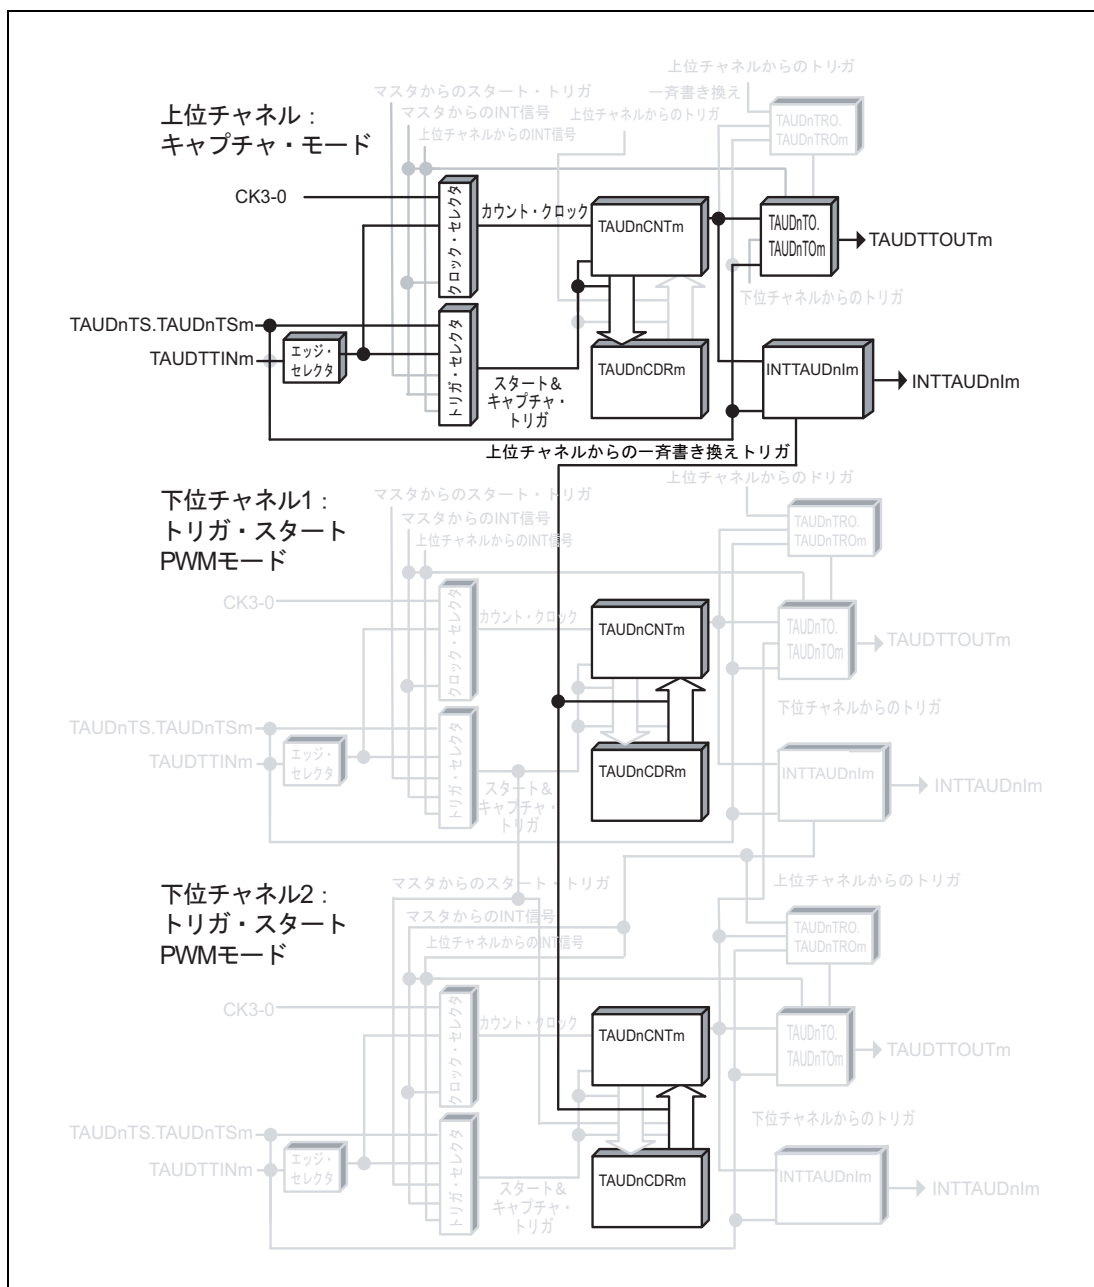 上位チャネルからのトリガ
マスタからのスタート・トリガ
一斉書き換え
マスタからのINT信号
上位チャネルからのトリガ
上位チャネルからのINT信号
上位チャネル：
キャプチャ・モード
TAUDnTRO.
TAUDnTROm
CK3-0
クロック・セレクタ
カウント・クロック
TAUDnCNTm
TAUDnTO.
TAUDnTOm
TAUDTTOUTm
下位チャネルからのトリガ
TAUDnTS.TAUDnTSm
TAUDTTINm
エッジ・
セレクタ
トリガ・セレクタ
スタート&
キャプチャ・
トリガ
TAUDnCDRm
INTTAUDnIm
INTTAUDnIm
上位チャネルからの一斉書き換えトリガ
下位チャネル1：
トリガ・スタート
PWMモード
マスタからのスタート・トリガ
マスタからのINT信号
上位チャネルからのINT信号
上位チャネルからのトリガ
TAUDnTRO.
TAUDnTROm
CK3-0
クロック・セレクタ
カウント・クロック
TAUDnCNTm
TAUDnTO.
TAUDnTOm
TAUDTTOUTm
下位チャネルからのトリガ
TAUDnTS.TAUDnTSm
TAUDTTINm
エッジ・
セレクタ
トリガ・セレクタ
スタート&
キャプチャ・
トリガ
TAUDnCDRm
INTTAUDnIm
INTTAUDnIm
下位チャネル2：
トリガ・スタート
PWMモード
マスタからのスタート・トリガ
マスタからのINT信号
上位チャネルからのINT信号
上位チャネルからのトリガ
TAUDnTRO.
TAUDnTROm
CK3-0
クロック・セレクタ
カウント・クロック
TAUDnCNTm
TAUDnTO.
TAUDnTOm
TAUDTTOUTm
下位チャネルからのトリガ
TAUDnTS.TAUDnTSm
TAUDTTINm
エッジ・
セレクタ
トリガ・セレクタ
スタート&
キャプチャ・
トリガ
TAUDnCDRm
INTTAUDnIm
INTTAUDnIm